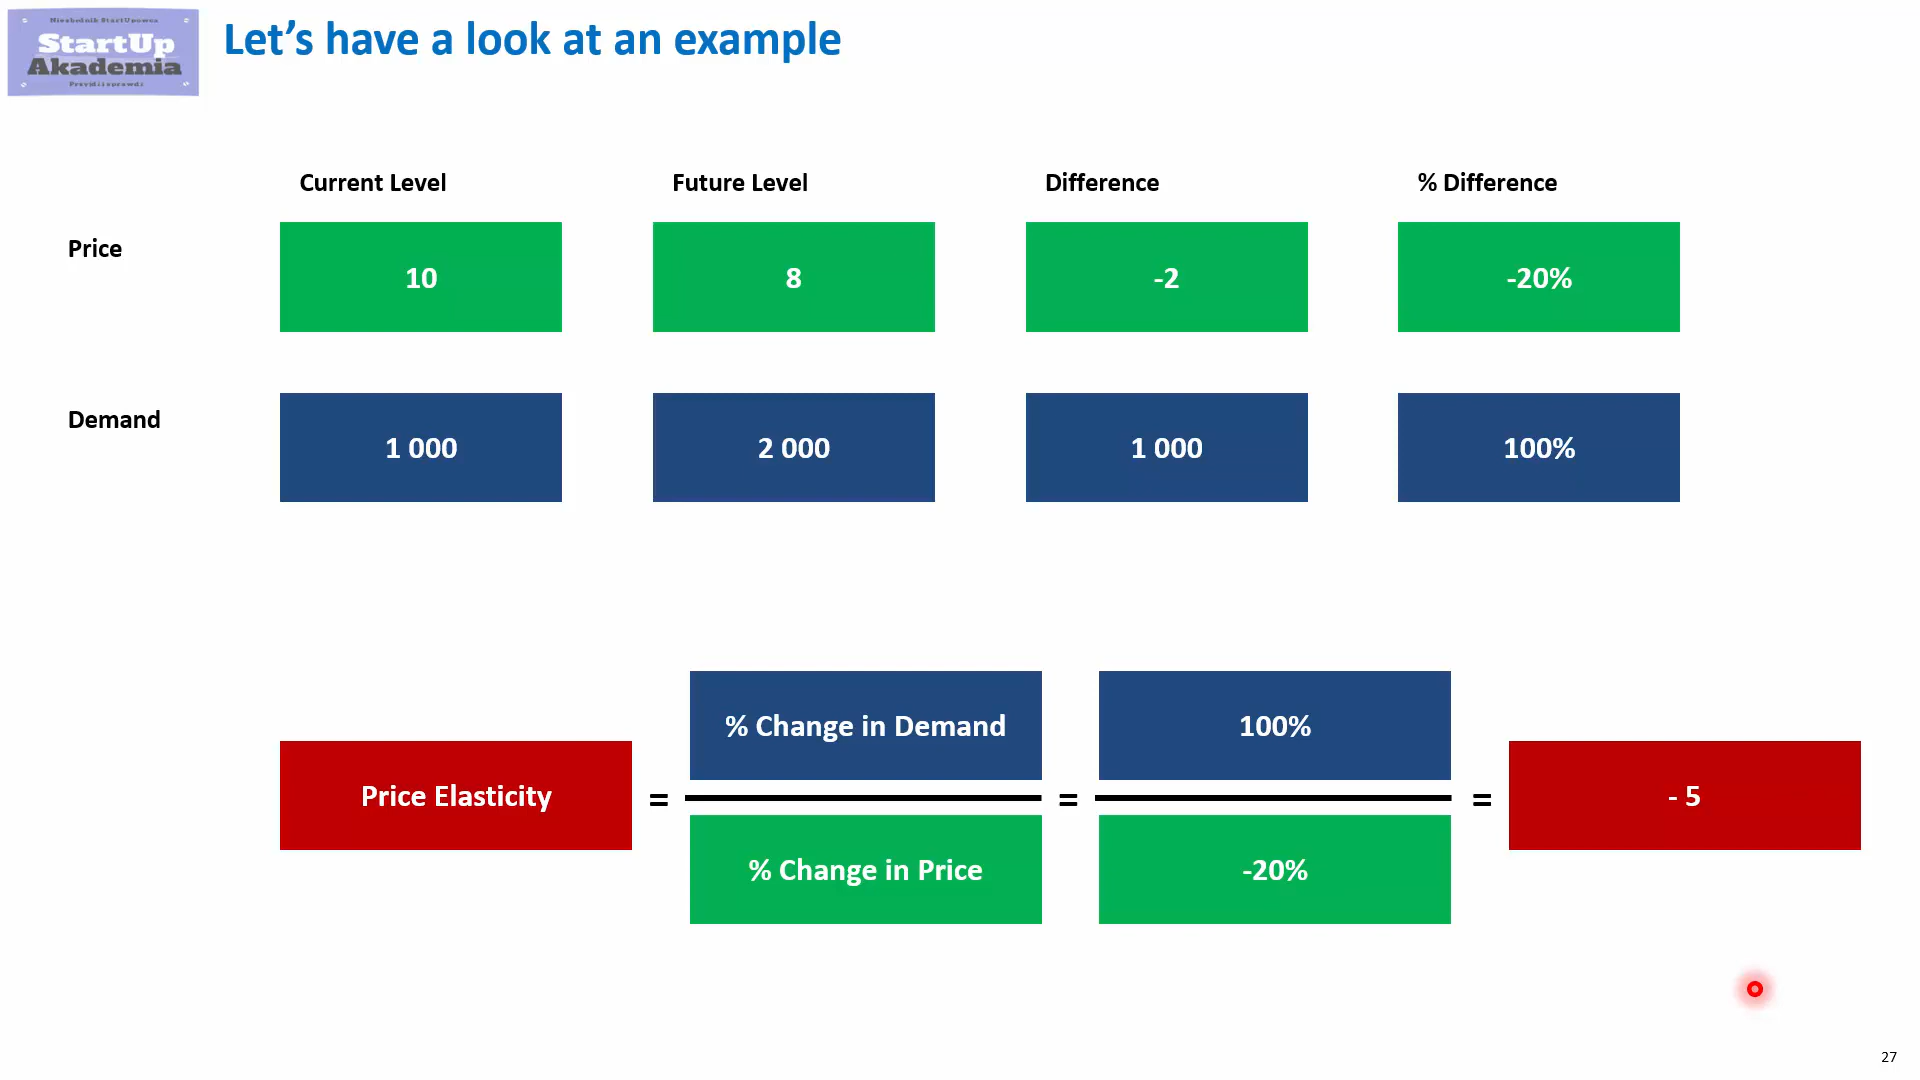 StartUp
Akademia
Let’s have a look at an example
Current Level Future Level Difference % Difference
Price 10 8 -2 -20%
Demand 1 000 2 000 1 000 100%
% Change in Demand 100%
Price Elasticity = = = - 5
% Change in Price -20%
27